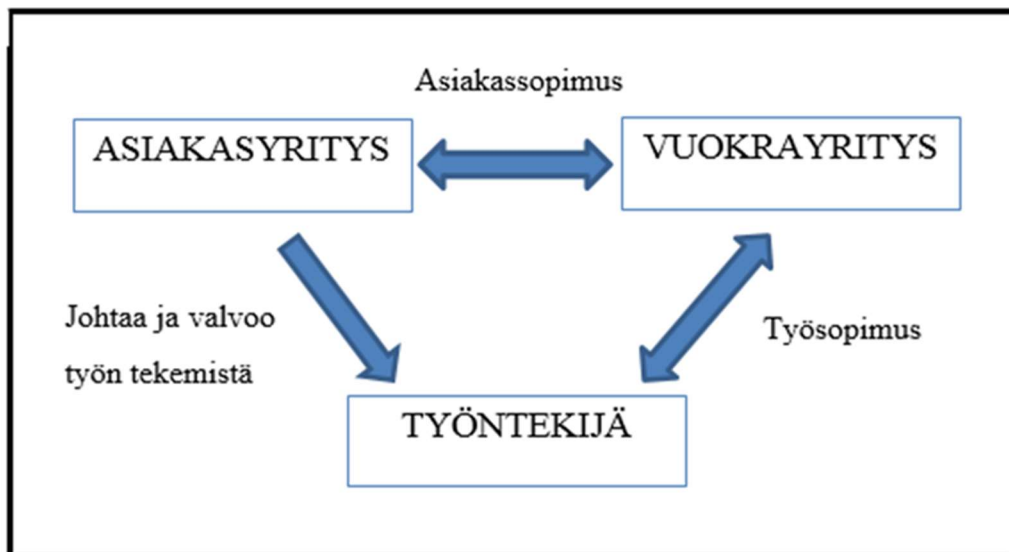 Asiakassopimus
ASIAKASYRITYS
VUOKRAYRITYS
Johtaa ja valvoo
työn tekemistä
Työsopimus
TYÖNTEKIJÄ